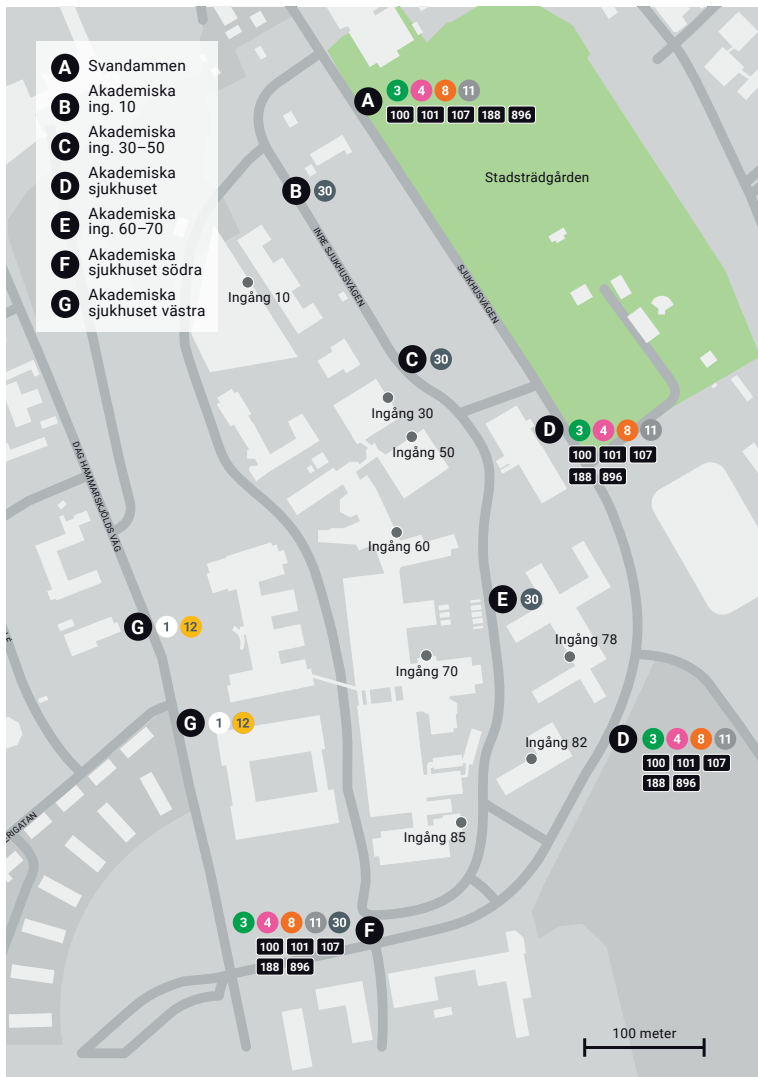 A Svandammen
B Akademiska
ing. 10
C Akademiska
ing. 30–50
D Akademiska
sjukhuset
E Akademiska
ing. 60–70
F Akademiska
sjukhuset södra
G Akademiska
sjukhuset västra
A 3 4 8 11
100 101 107 188 896
Stadsträdgården
B 30
INRE SJUKHUSVÄGEN
SJUKHUSVÄGEN
Ingång 10
C 30
Ingång 30
Ingång 50
D 3 4 8 11
100 101 107
188 896
DAG HAMMARSKJÖLDS VÄG
Ingång 60
E 30
G 1 12
Ingång 78
Ingång 70
G 1 12
Ingång 82
D 3 4 8 11
100 101 107
188 896
ERIGATAN
Ingång 85
3 4 8 11 30 F
100 101 107
188 896
100 meter